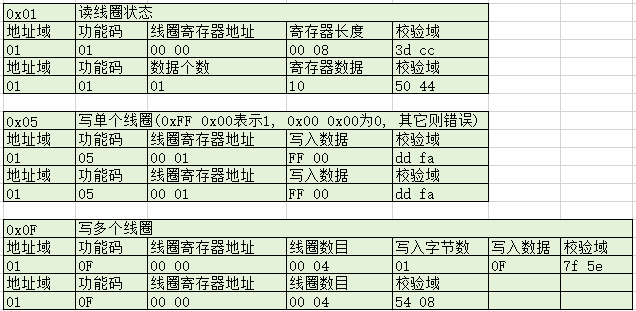 0x01 读线圈状态
地址域 功能码 线圈寄存器地址 寄存器长度 校验域
01 01 00 00 00 08 3d cc
地址域 功能码 数据个数 寄存器数据 校验域
01 01 01 10 50 44
0x05 写单个线圈(0xFF 0x00表示1, 0x00 0x00为0, 其它则错误)
地址域 功能码 线圈寄存器地址 写入数据 校验域
01 05 00 01 FF 00 dd fa
地址域 功能码 线圈寄存器地址 写入数据 校验域
01 05 00 01 FF 00 dd fa
0x0F 写多个线圈
地址域 功能码 线圈寄存器地址 线圈数目 写入字节数 写入数据 校验域
01 0F 00 00 00 04 01 0F 7f 5e
地址域 功能码 线圈寄存器地址 线圈数目 校验域
01 0F 00 00 00 04 54 08